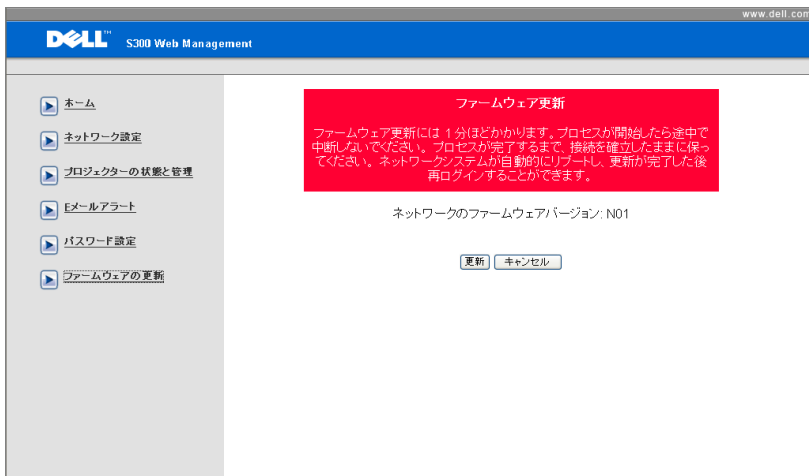 www.dell.com
DELL™ S300 Web Management
ホーム
ネットワーク設定
プロジェクターの状態と管理
Eメールアラート
パスワード設定
ファームウェアの更新
ファームウェア更新
ファームウェア更新には 1 分ほどかかります。プロセスが開始したら途中で
中断しないでください。プロセスが完了するまで、接続を確立したままに保っ
てください。ネットワークシステムが自動的にリブートし、更新が完了した後
再ログインすることができます。
ネットワークのファームウェアバージョン: N01
更新 キャンセル